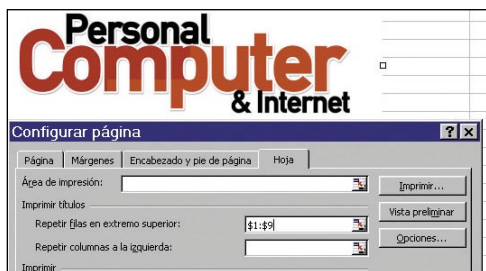 Personal
Computer
& Internet
Configurar página
Página Márgenes Encabezado y pie de página Hoja
Área de impresión:
Imprimir...
Imprimir títulos
Vista preliminar
Repetir filas en extremo superior: $1:$9
Opciones...
Repetir columnas a la izquierda:
Imprimir